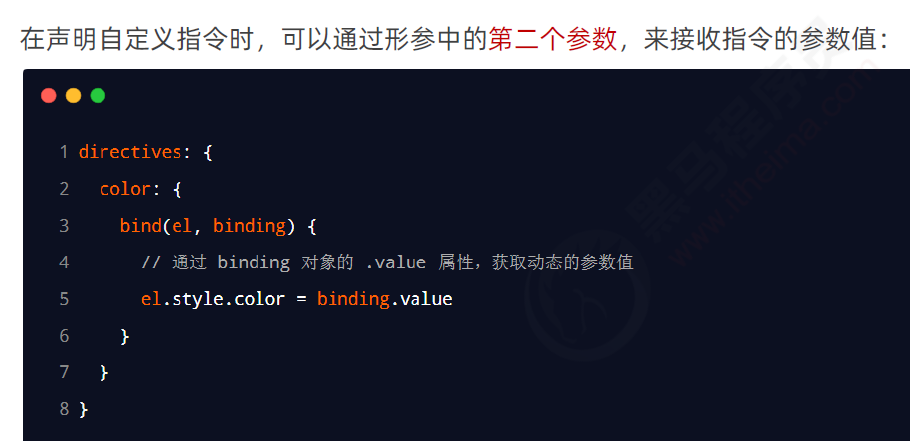 在声明自定义指令时，可以通过形参中的第二个参数，来接收指令的参数值：
1 directives: {
2   color: {
3     bind(el, binding) {
4       // 通过 binding 对象的 .value 属性，获取动态的参数值
5       el.style.color = binding.value
6     }
7   }
8 }
黑马程序员
www.itheima.com